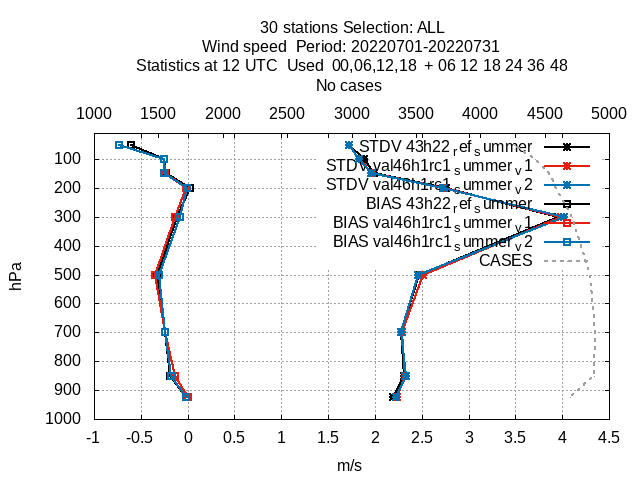 30 stations Selection: ALL
Wind speed  Period: 20220701-20220731
Statistics at 12 UTC  Used  00,06,12,18  + 06 12 18 24 36 48
No cases
1000 1500 2000 2500 3000 3500 4000 4500 5000
STDV 43h22_ref_summer
STDV val46h1rc1_summer_v1
STDV val46h1rc1_summer_v2
BIAS 43h22_ref_summer
BIAS val46h1rc1_summer_v1
BIAS val46h1rc1_summer_v2
CASES
hPa
100
200
300
400
500
600
700
800
900
1000
-1 -0.5 0 0.5 1 1.5 2 2.5 3 3.5 4 4.5
m/s